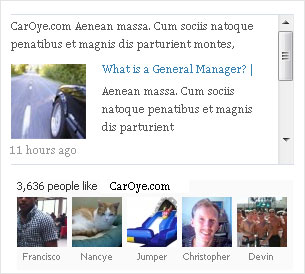 CarOye.com Aenean massa. Cum sociis natoque
penatibus et magnis dis parturient montes,
What is a General Manager? |
Aenean massa. Cum sociis
natoque penatibus et magnis
dis parturient
11 hours ago
3,636 people like CarOye.com
Francisco Nancye Jumper Christopher Devin